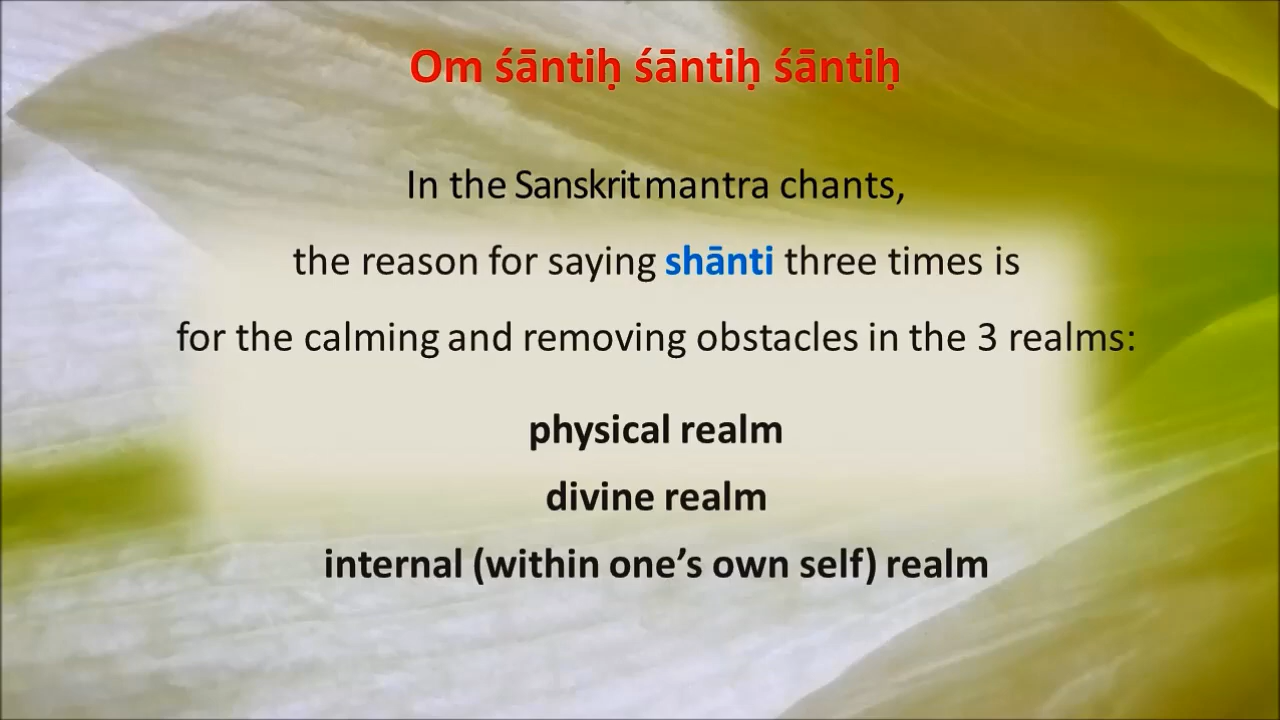 Om śāntiḥ śāntiḥ śāntiḥ
In the Sanskrit mantra chants,
the reason for saying shānti three times is
for the calming and removing obstacles in the 3 realms:
physical realm
divine realm
internal (within one’s own self) realm